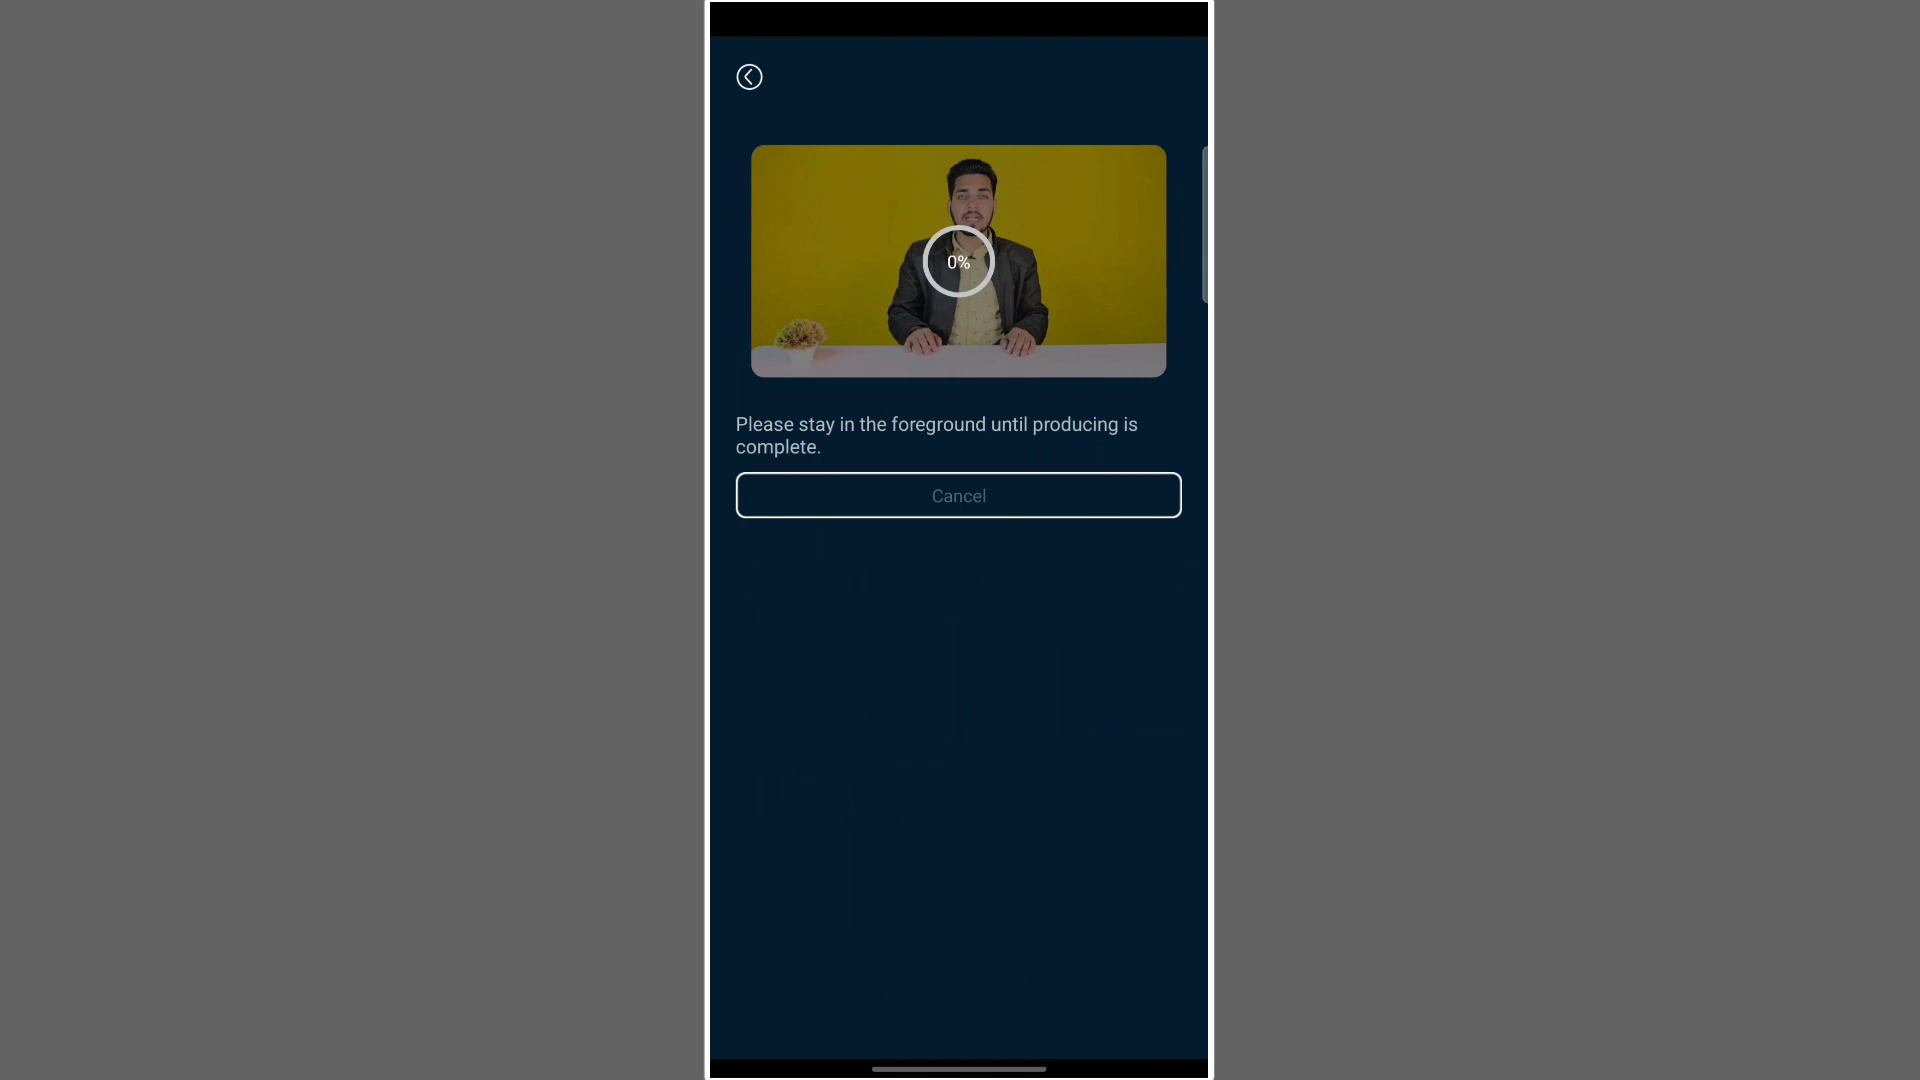 0%
Please stay in the foreground until producing is
complete.
Cancel